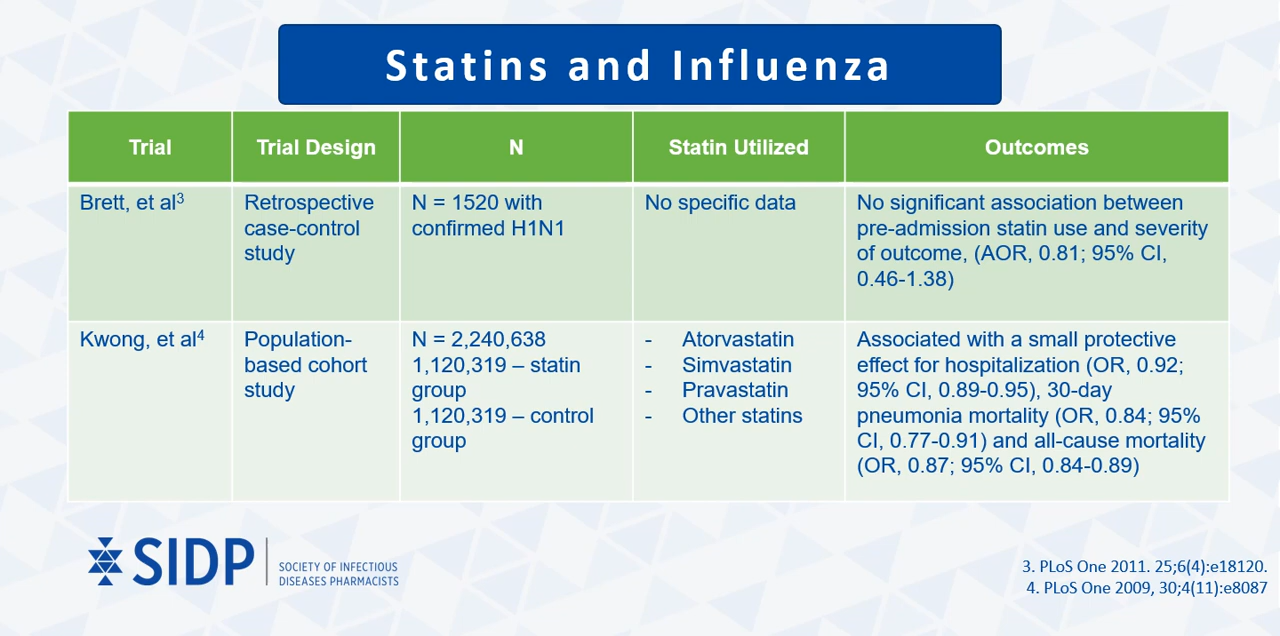 Statins and Influenza
Trial
Trial Design
N
Statin Utilized
Outcomes
Brett, et al3
Retrospective
case-control
study
N = 1520 with
confirmed H1N1
No specific data
No significant association between
pre-admission statin use and severity
of outcome, (AOR, 0.81; 95% CI,
0.46-1.38)
Kwong, et al4
Population-
based cohort
study
N = 2,240,638
1,120,319 – statin
group
1,120,319 – control
group
- Atorvastatin
- Simvastatin
- Pravastatin
- Other statins
Associated with a small protective
effect for hospitalization (OR, 0.92;
95% CI, 0.89-0.95), 30-day
pneumonia mortality (OR, 0.84; 95%
CI, 0.77-0.91) and all-cause mortality
(OR, 0.87; 95% CI, 0.84-0.89)
SIDP
SOCIETY OF INFECTIOUS
DISEASES PHARMACISTS
3. PLoS One 2011. 25;6(4):e18120.
4. PLoS One 2009, 30;4(11):e8087